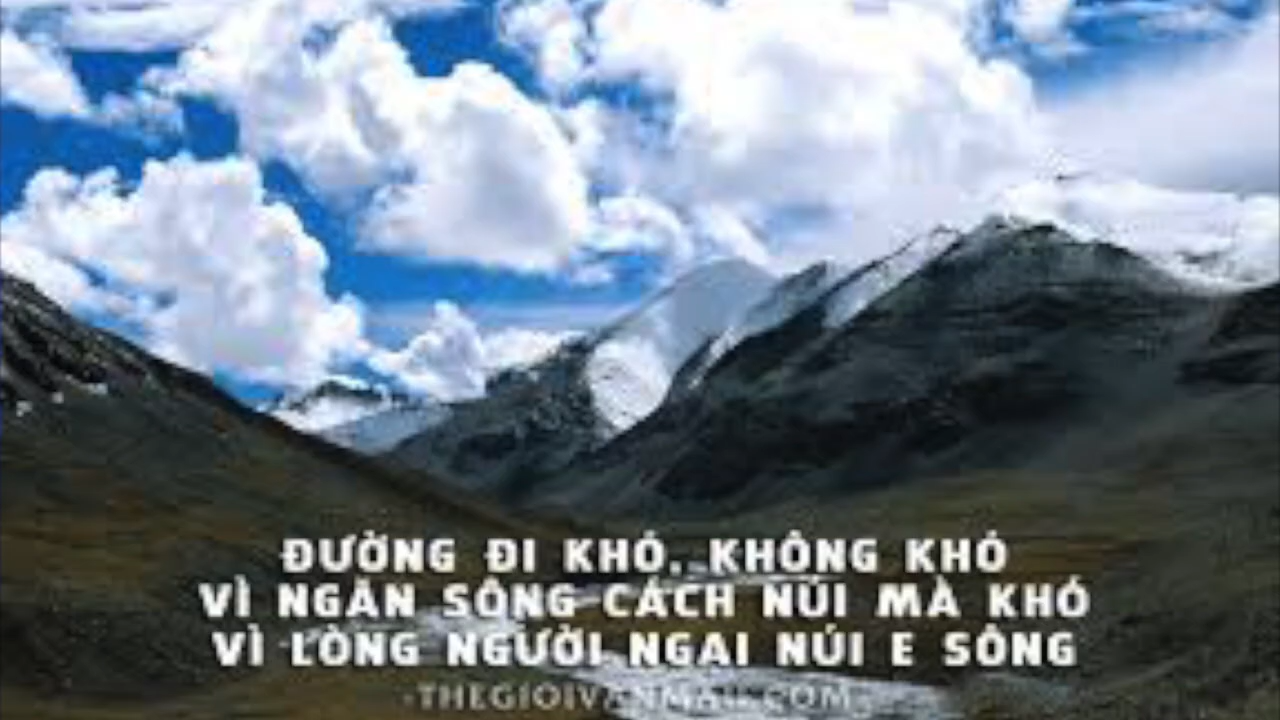 ĐƯỜNG ĐI KHÓ, KHÔNG KHÓ
VÌ NGĂN SÔNG CÁCH NÚI MÀ KHÓ
VÌ LÒNG NGƯỜI NGẠI NÚI E SÔNG
-THEGIOIVANMAU.COM-